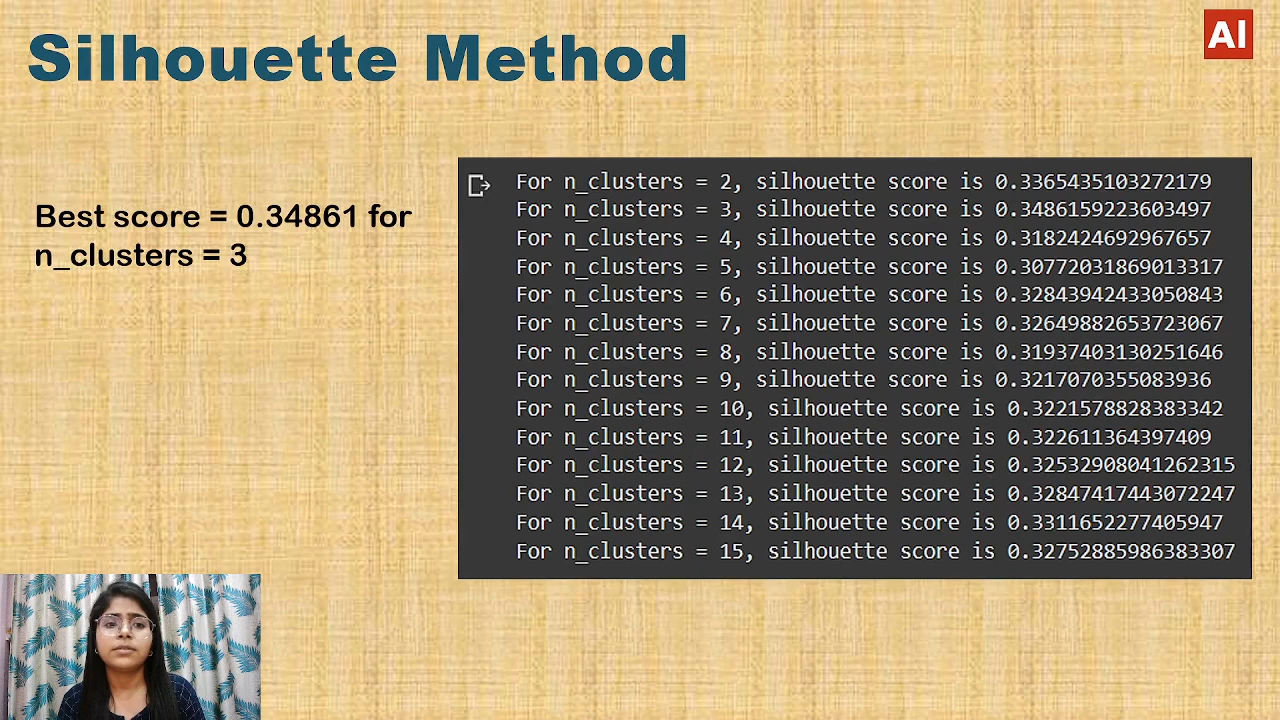 Silhouette Method
AI
Best score = 0.34861 for
n_clusters = 3
For n_clusters = 2, silhouette score is 0.3365435103272179
For n_clusters = 3, silhouette score is 0.3486159223603497
For n_clusters = 4, silhouette score is 0.3182424692967657
For n_clusters = 5, silhouette score is 0.30772031869013317
For n_clusters = 6, silhouette score is 0.32843942433050843
For n_clusters = 7, silhouette score is 0.32649882653723067
For n_clusters = 8, silhouette score is 0.31937403130251646
For n_clusters = 9, silhouette score is 0.3217070355083936
For n_clusters = 10, silhouette score is 0.3221578828383342
For n_clusters = 11, silhouette score is 0.322611364397409
For n_clusters = 12, silhouette score is 0.32532908041262315
For n_clusters = 13, silhouette score is 0.32847417443072247
For n_clusters = 14, silhouette score is 0.3311652277405947
For n_clusters = 15, silhouette score is 0.32752885986383307